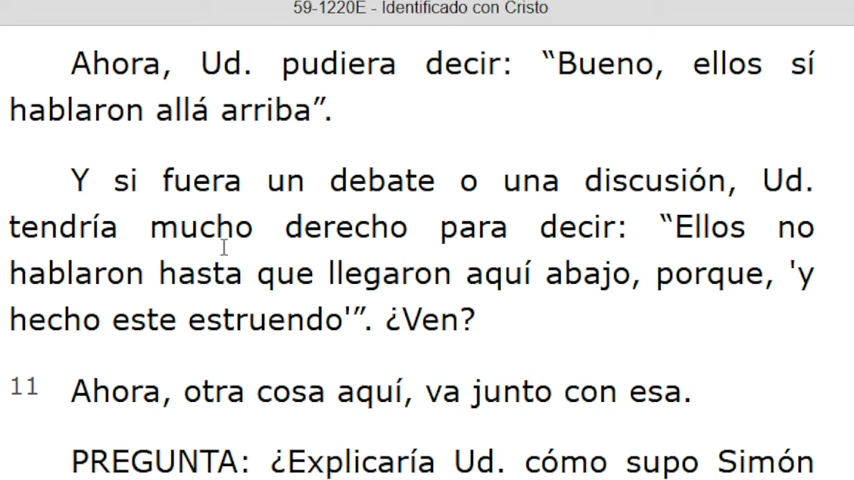 59-1220E - Identificado con Cristo
Ahora, Ud. pudiera decir: “Bueno, ellos sí
hablaron allá arriba”.
Y si fuera un debate o una discusión, Ud.
tendría mucho derecho para decir: “Ellos no
hablaron hasta que llegaron aquí abajo, porque, 'y
hecho este estruendo'”. ¿Ven?
11 Ahora, otra cosa aquí, va junto con esa.
PREGUNTA: ¿Explicaría Ud. cómo supo Simón